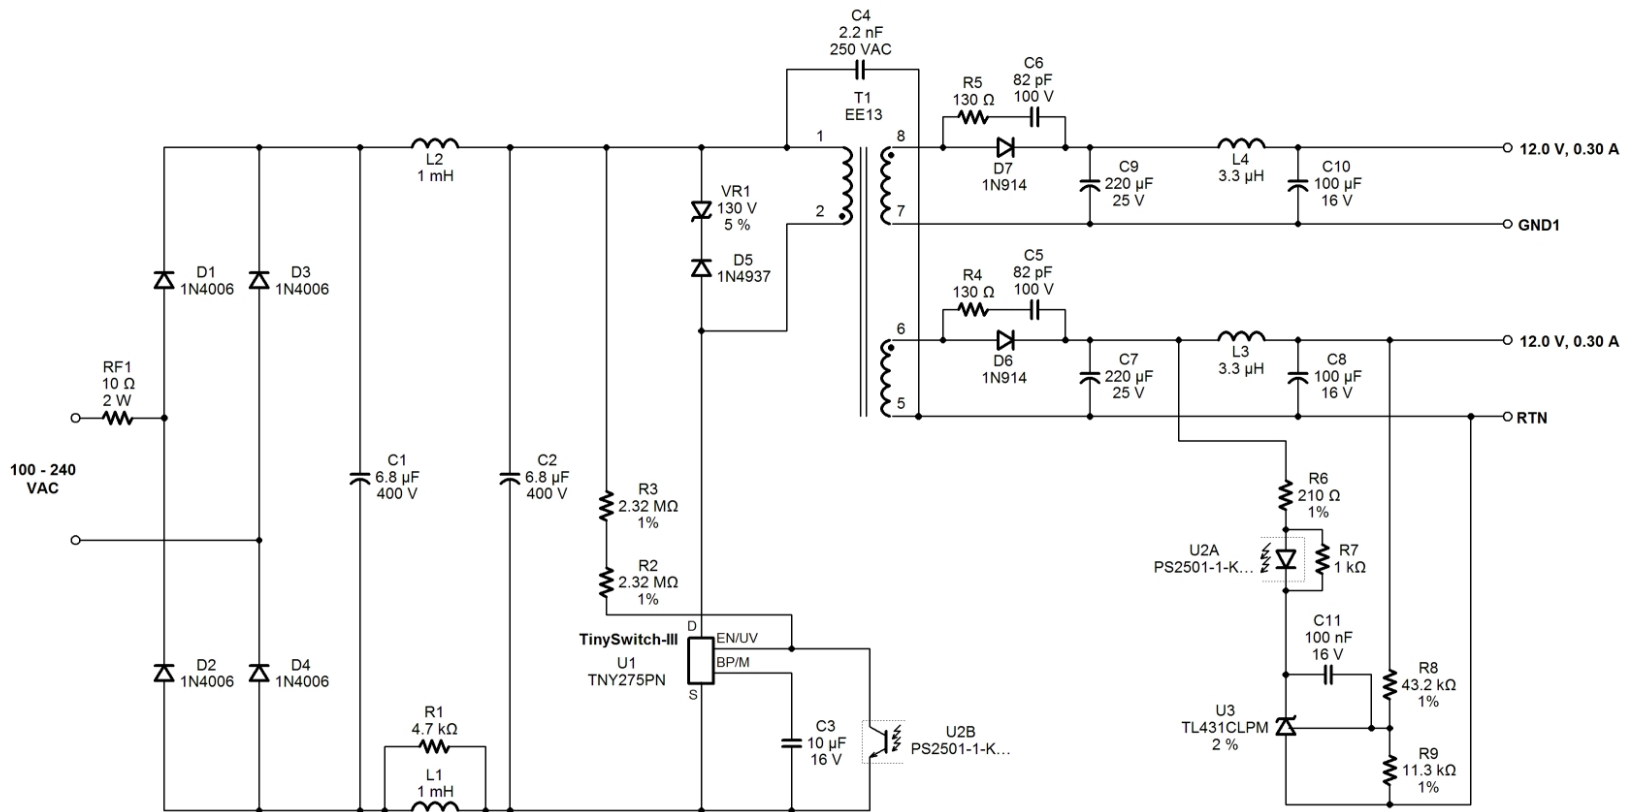 C4
2.2 nF
250 VAC
T1
EE13
R5
130 Ω
C6
82 pF
100 V
1
2
8
7
D7
1N914
C9
220 µF
25 V
L4
3.3 µH
C10
100 µF
16 V
12.0 V, 0.30 A
GND1
L2
1 mH
VR1
130 V
5 %
D5
1N4937
D1
1N4006
D3
1N4006
R4
130 Ω
C5
82 pF
100 V
6
5
D6
1N914
C7
220 µF
25 V
L3
3.3 µH
C8
100 µF
16 V
12.0 V, 0.30 A
RTN
RF1
10 Ω
2 W
100 - 240
VAC
C1
6.8 µF
400 V
C2
6.8 µF
400 V
R3
2.32 MΩ
1%
R2
2.32 MΩ
1%
R6
210 Ω
1%
U2A
PS2501-1-K...
R7
1 kΩ
D2
1N4006
D4
1N4006
TinySwitch-III
U1
TNY275PN
D
EN/UV
BP/M
S
C11
100 nF
16 V
R8
43.2 kΩ
1%
U3
TL431CLPM
2 %
R9
11.3 kΩ
1%
R1
4.7 kΩ
L1
1 mH
C3
10 µF
16 V
U2B
PS2501-1-K...